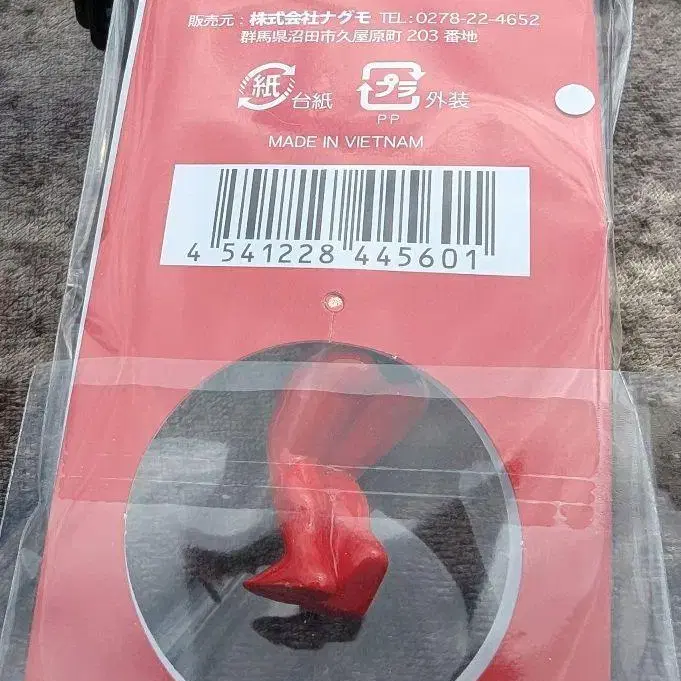 販売元：株式会社ナグモ TEL:0278-22-4652
群馬県沼田市久屋原町 203 番地
紙 台紙
プラ 外装
PP
MADE IN VIETNAM
4 541228 445601